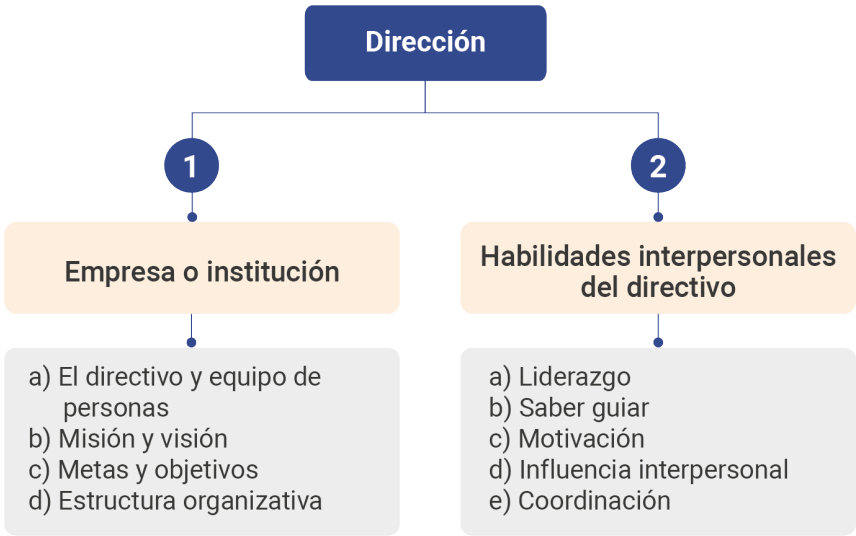 Dirección
1
Empresa o institución
a) El directivo y equipo de
personas
b) Misión y visión
c) Metas y objetivos
d) Estructura organizativa
2
Habilidades interpersonales
del directivo
a) Liderazgo
b) Saber guiar
c) Motivación
d) Influencia interpersonal
e) Coordinación